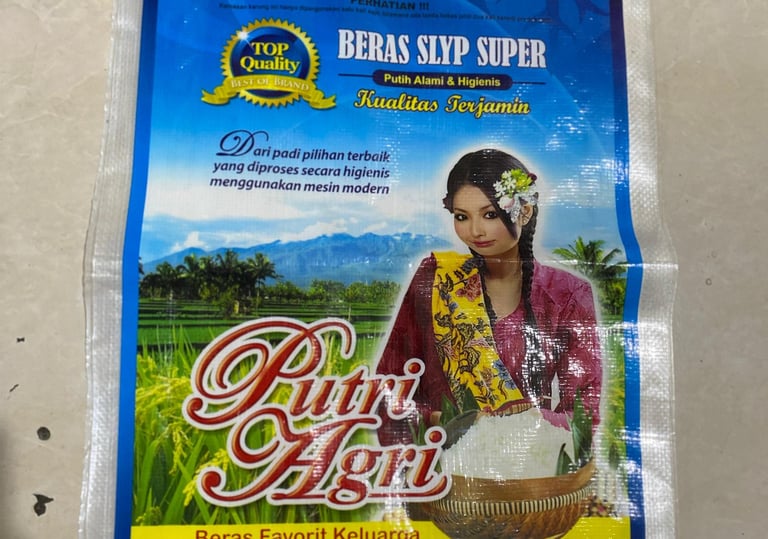 PERHATIAN !!!
TOP
Quality
BEST OF BRAND
BERAS SLYP SUPER
Putih Alami & Higienis
Kualitas Terjamin
Dari padi pilihan terbaik
yang diproses secara higienis
menggunakan mesin modern
Putri
Agri
Beras Favorit Keluarga